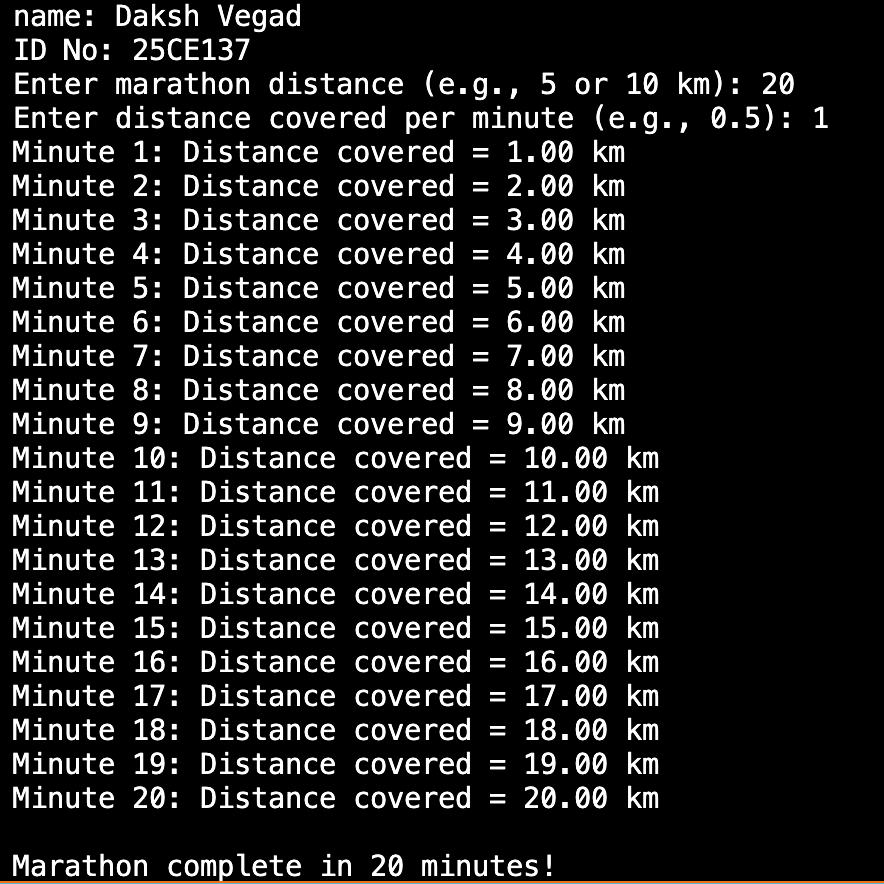 name: Daksh Vegad
ID No: 25CE137
Enter marathon distance (e.g., 5 or 10 km): 20
Enter distance covered per minute (e.g., 0.5): 1
Minute 1: Distance covered = 1.00 km
Minute 2: Distance covered = 2.00 km
Minute 3: Distance covered = 3.00 km
Minute 4: Distance covered = 4.00 km
Minute 5: Distance covered = 5.00 km
Minute 6: Distance covered = 6.00 km
Minute 7: Distance covered = 7.00 km
Minute 8: Distance covered = 8.00 km
Minute 9: Distance covered = 9.00 km
Minute 10: Distance covered = 10.00 km
Minute 11: Distance covered = 11.00 km
Minute 12: Distance covered = 12.00 km
Minute 13: Distance covered = 13.00 km
Minute 14: Distance covered = 14.00 km
Minute 15: Distance covered = 15.00 km
Minute 16: Distance covered = 16.00 km
Minute 17: Distance covered = 17.00 km
Minute 18: Distance covered = 18.00 km
Minute 19: Distance covered = 19.00 km
Minute 20: Distance covered = 20.00 km
Marathon complete in 20 minutes!